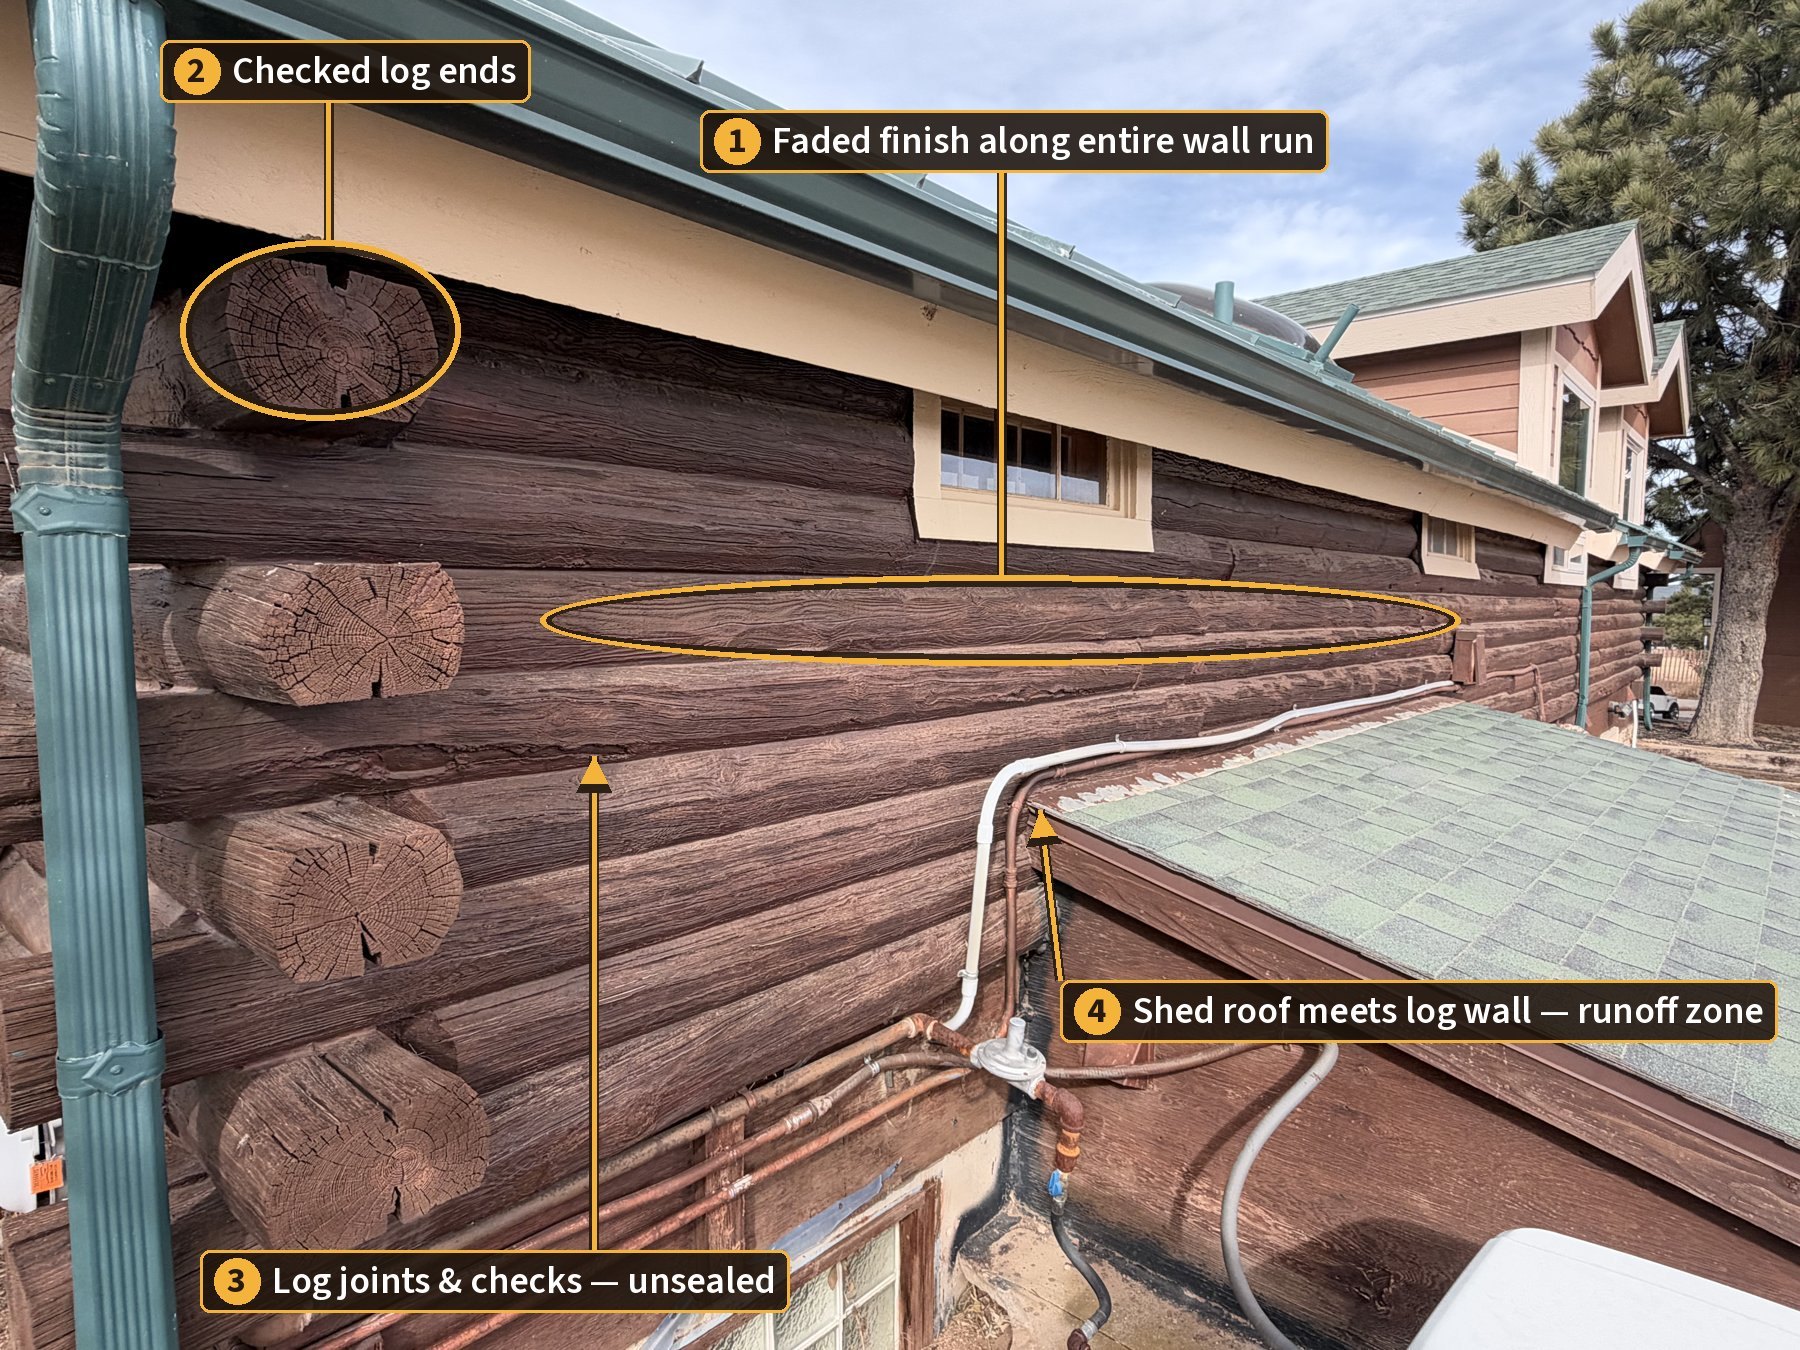 2 Checked log ends
1 Faded finish along entire wall run
4 Shed roof meets log wall — runoff zone
3 Log joints & checks — unsealed